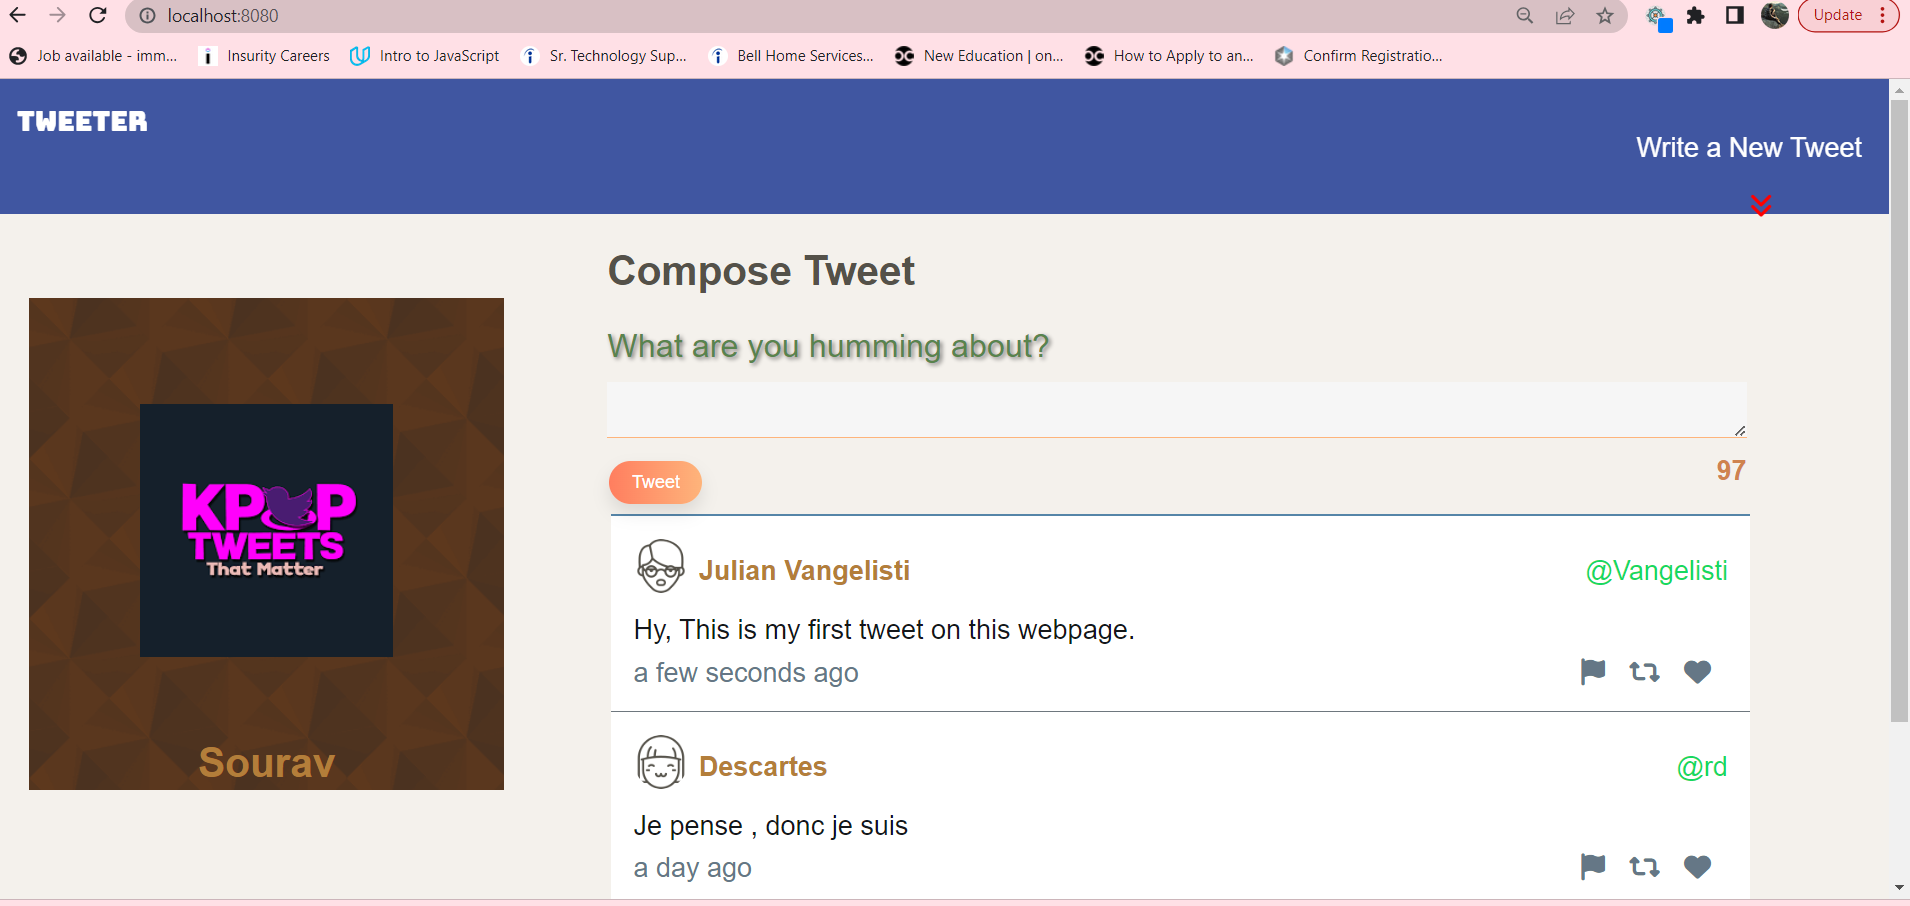 localhost:8080
Update
Job available - imm...
Insurity Careers
Intro to JavaScript
Sr. Technology Sup...
Bell Home Services...
New Education | on...
How to Apply to an...
Confirm Registratio...
TWEETER
Write a New Tweet
Compose Tweet
What are you humming about?
Tweet
97
KPOP
TWEETS
That Matter
Sourav
Julian Vangelisti
@Vangelisti
Hy, This is my first tweet on this webpage.
a few seconds ago
Descartes
@rd
Je pense , donc je suis
a day ago